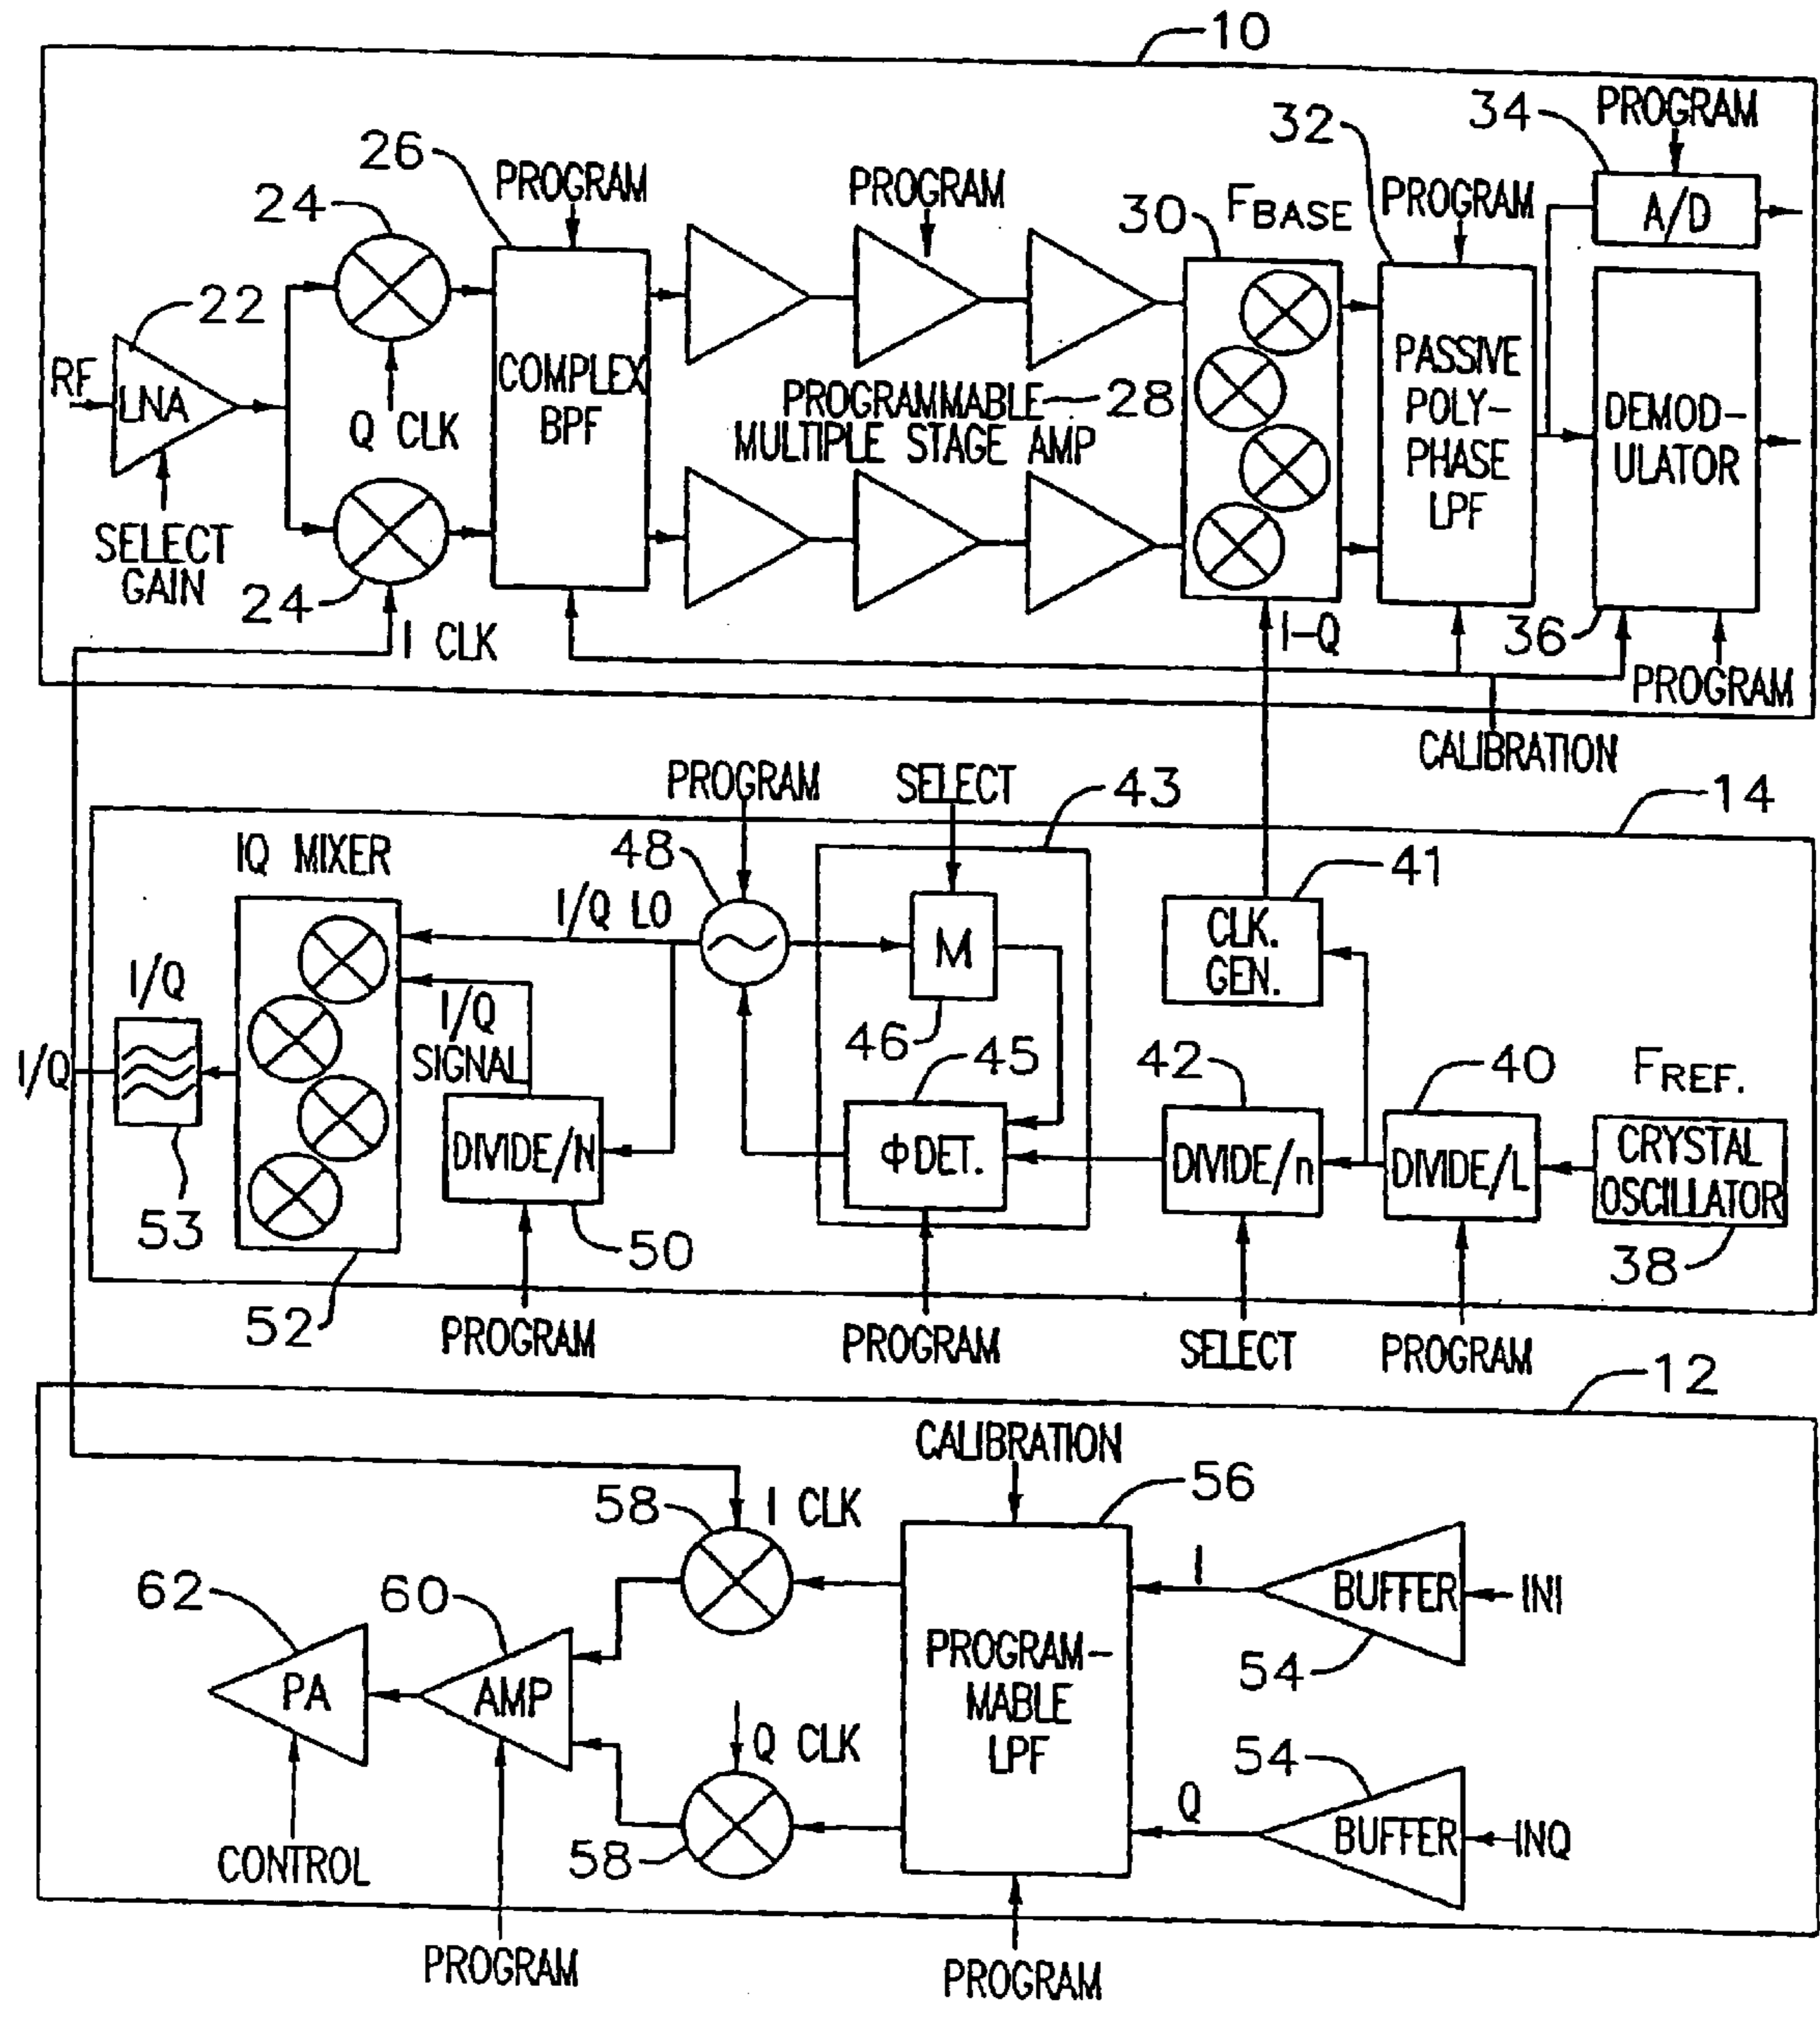 10
PROGRAM
34
32
26
PROGRAM
PROGRAM
24
30
FBASE
PROGRAM
A/D
22
RF
LNA
Q CLK
COMPLEX
BPF
PROGRAMMABLE
28
MULTIPLE STAGE AMP
PASSIVE
POLY-
PHASE
LPF
DEMOD-
ULATOR
SELECT
GAIN
24
I CLK
I-Q
36
PROGRAM
CALIBRATION
PROGRAM
SELECT
43
14
IQ MIXER
48
41
I/Q LO
M
CLK.
GEN.
I/Q
I/Q
SIGNAL
46
45
42
40
FREF.
I/Q
DIVIDE/N
Φ DET.
DIVIDE/n
DIVIDE/L
CRYSTAL
OSCILLATOR
53
50
38
52
PROGRAM
PROGRAM
SELECT
PROGRAM
12
CALIBRATION
58
I CLK
56
62
60
I
BUFFER
INI
PA
AMP
PROGRAM-
MABLE
LPF
54
Q CLK
54
Q
BUFFER
INQ
58
CONTROL
PROGRAM
PROGRAM